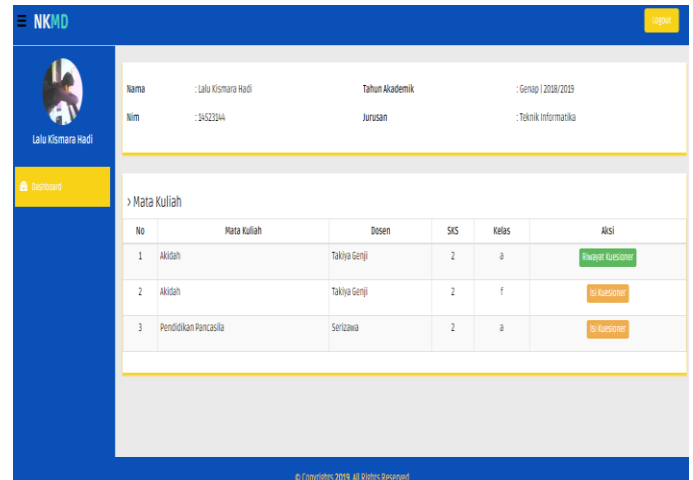 NKMD
Logout
Lalu Kismara Hadi
Dashboard
Nama : Lalu Kismara Hadi Tahun Akademik : Genap | 2018/2019
Nim : 14523144 Jurusan : Teknik Informatika
› Mata Kuliah
No Mata Kuliah Dosen SKS Kelas Aksi
1 Akidah Takiya Genji 2 a Riwayat Kuesioner
2 Akidah Takiya Genji 2 f Isi Kuesioner
3 Pendidikan Pancasila Serizawa 2 a Isi Kuesioner
© Copyrights 2019. All Rights Reserved